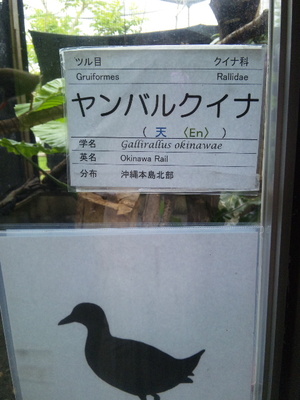 ツル目 クイナ科
Gruiformes Rallidae
ヤンバルクイナ
( 天 〈En〉 )
学名 Gallirallus okinawae
英名 Okinawa Rail
分布 沖縄本島北部